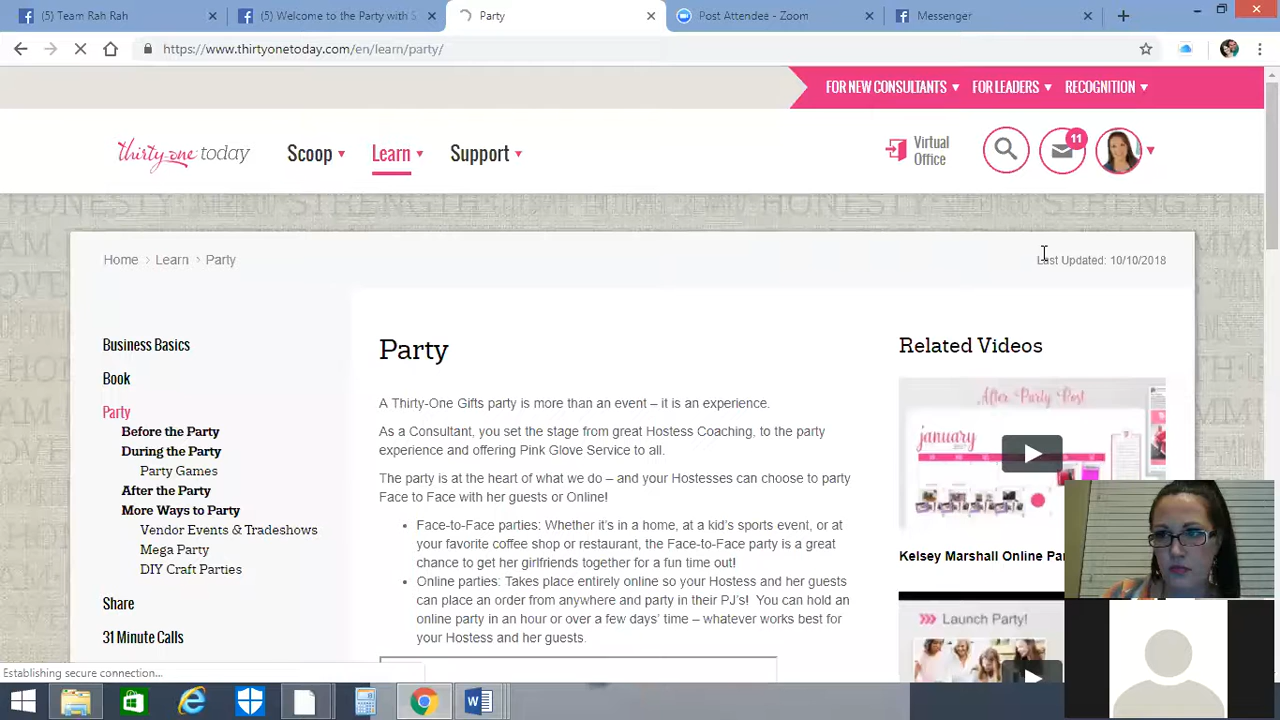 (5) Team Rah Rah
(5) Welcome to the Party with S
Party
Post Attendee - Zoom
Messenger
https://www.thirtyonetoday.com/en/learn/party/
FOR NEW CONSULTANTS
FOR LEADERS
RECOGNITION
thirty-one today
Scoop
Learn
Support
Virtual
Office
11
Home
Learn
Party
Last Updated: 10/10/2018
Business Basics
Book
Party
Before the Party
During the Party
Party Games
After the Party
More Ways to Party
Vendor Events & Tradeshows
Mega Party
DIY Craft Parties
Share
31 Minute Calls
Party
A Thirty-One Gifts party is more than an event – it is an experience.
As a Consultant, you set the stage from great Hostess Coaching, to the party
experience and offering Pink Glove Service to all.
The party is at the heart of what we do – and your Hostesses can choose to party
Face to Face with her guests or Online!
• Face-to-Face parties: Whether it's in a home, at a kid's sports event, or at
your favorite coffee shop or restaurant, the Face-to-Face party is a great
chance to get her girlfriends together for a fun time out!
• Online parties: Takes place entirely online so your Hostess and her guests
can place an order from anywhere and party in their PJ's! You can hold an
online party in an hour or over a few days' time – whatever works best for
your Hostess and her guests.
Related Videos
After Party Post
january
Kelsey Marshall Online Par
Launch Party!
Establishing secure connection...